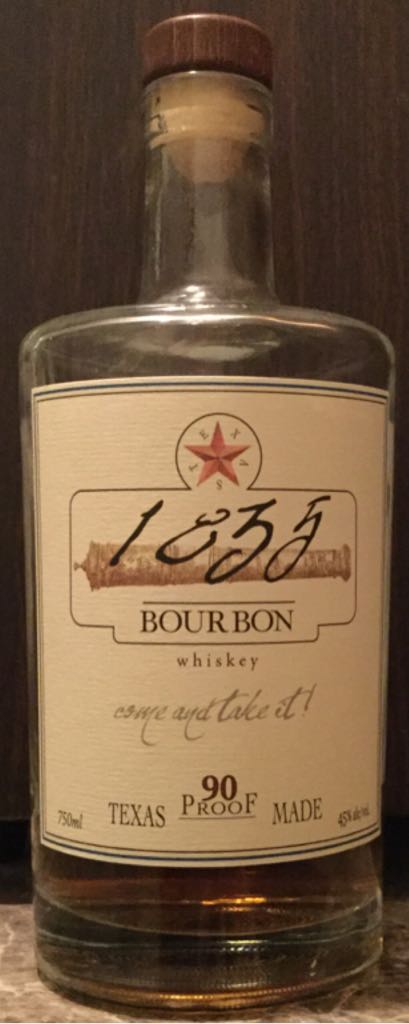 TEXAS
1835
BOURBON
whiskey
come and take it!
90
750ml TEXAS PROOF MADE 45% alc/vol.